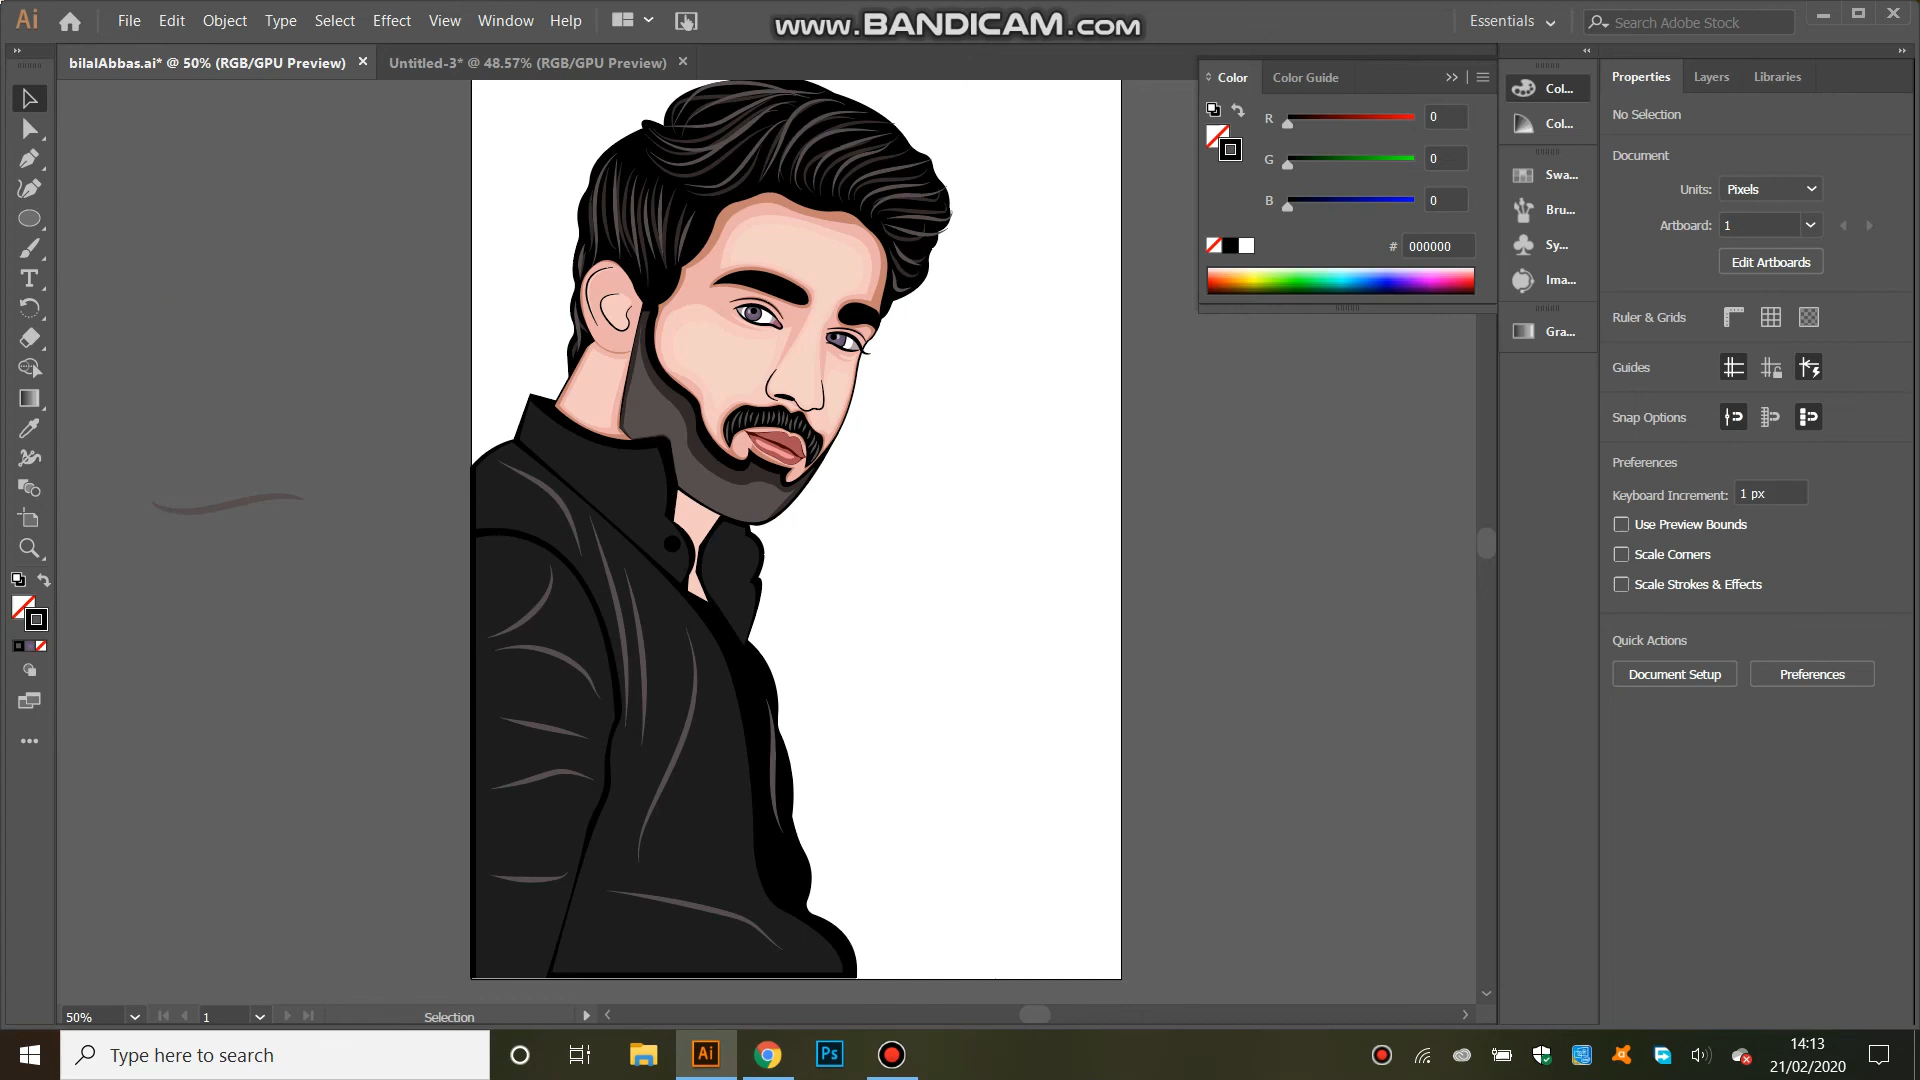 Ai File Edit Object Type Select Effect View Window Help
www.BANDICAM.com
Essentials Search Adobe Stock
bilalAbbas.ai* @ 50% (RGB/GPU Preview) × Untitled-3* @ 48.57% (RGB/GPU Preview) ×
Color Color Guide
R 0
G 0
B 0
# 000000
Col...
Col...
Swa...
Bru...
Sy...
Ima...
Gra...
Properties Layers Libraries
No Selection
Document
Units: Pixels
Artboard: 1
Edit Artboards
Ruler & Grids
Guides
Snap Options
Preferences
Keyboard Increment: 1 px
Use Preview Bounds
Scale Corners
Scale Strokes & Effects
Quick Actions
Document Setup Preferences
50% 1 Selection
Type here to search
Ai Ps
14:13
21/02/2020